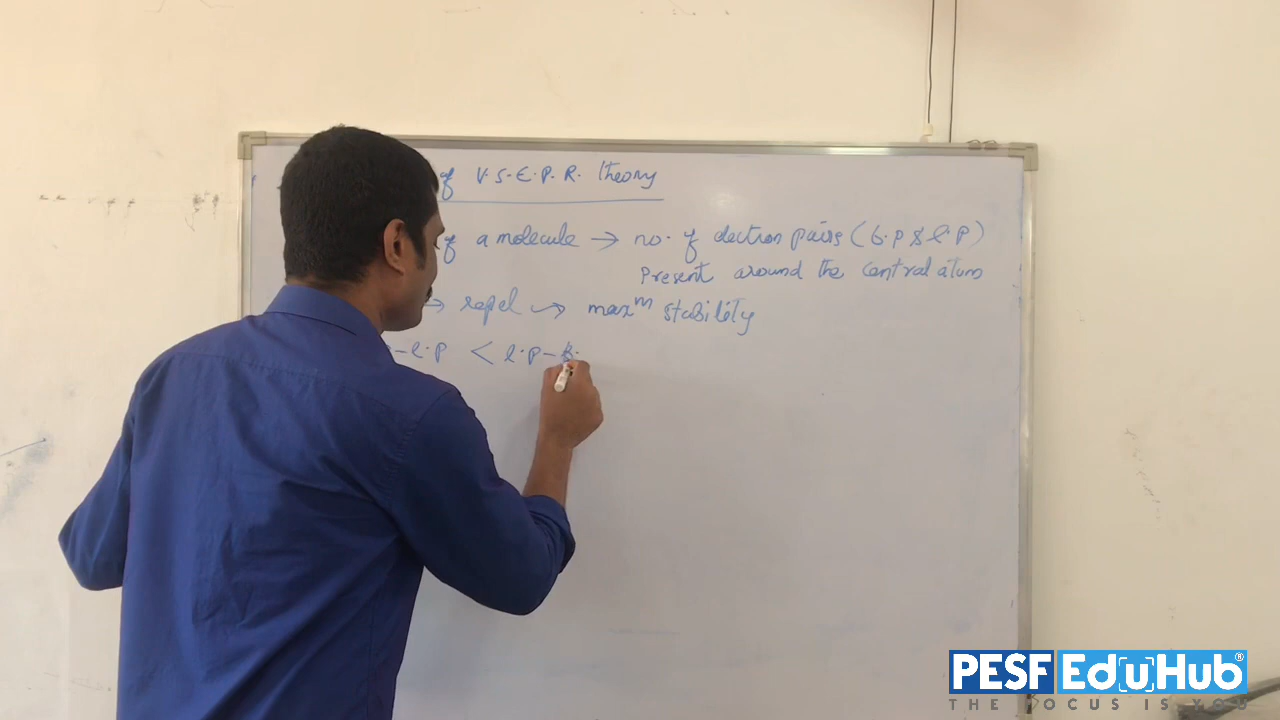 of V.S.E.P.R. theory
of a molecule → no. of electron pairs (b.p & l.p)
Present around the central atom
→ repel → maxᵐ stability
p - l.p < l.p - b.
PESF EduHub®
THE FOCUS IS YOU